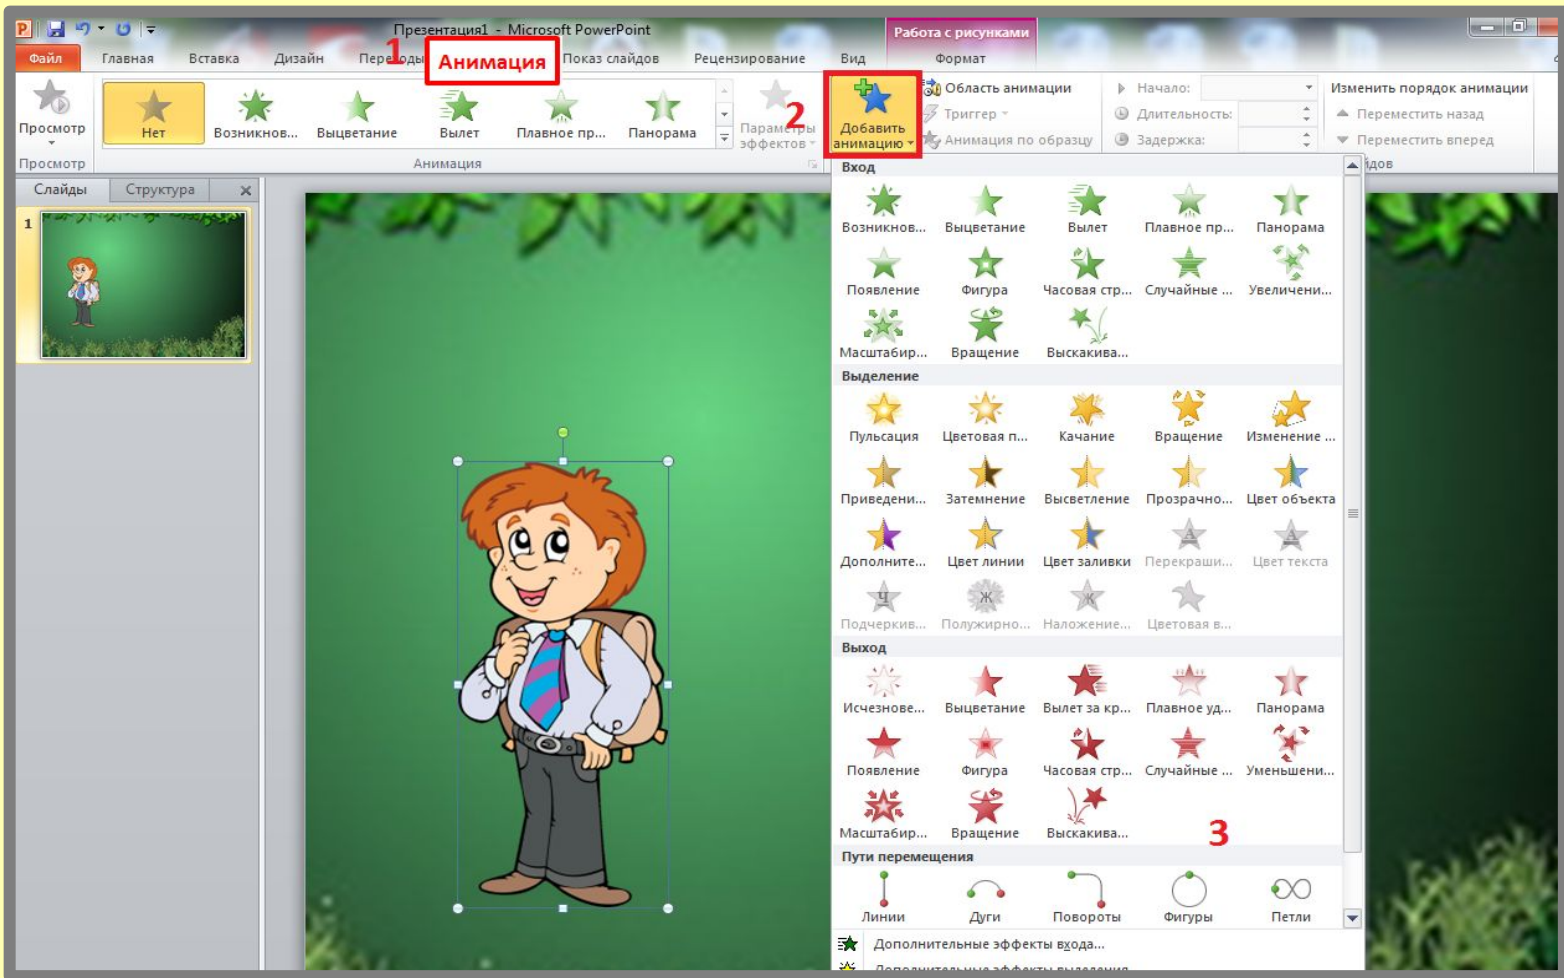 Презентация1 - Microsoft PowerPoint
Работа с рисунками
Файл Главная Вставка Дизайн Переходы 1 Анимация Показ слайдов Рецензирование Вид Формат
Просмотр
Нет Возникнов... Выцветание Вылет Плавное пр... Панорама
Параметры эффектов
2
Добавить анимацию
Область анимации
Триггер
Анимация по образцу
Начало:
Длительность:
Задержка:
Изменить порядок анимации
Переместить назад
Переместить вперед
Просмотр Анимация
Слайды Структура
1
Вход
Возникнов... Выцветание Вылет Плавное пр... Панорама
Появление Фигура Часовая стр... Случайные ... Увеличени...
Масштабир... Вращение Выскакива...
Выделение
Пульсация Цветовая п... Качание Вращение Изменение ...
Приведени... Затемнение Высветление Прозрачно... Цвет объекта
Дополните... Цвет линии Цвет заливки Перекраши... Цвет текста
Подчеркив... Полужирно... Наложение... Цветовая в...
Выход
Исчезнове... Выцветание Вылет за кр... Плавное уд... Панорама
Появление Фигура Часовая стр... Случайные ... Уменьшени...
Масштабир... Вращение Выскакива...
3
Пути перемещения
Линии Дуги Повороты Фигуры Петли
Дополнительные эффекты входа...
Дополнительные эффекты выделения